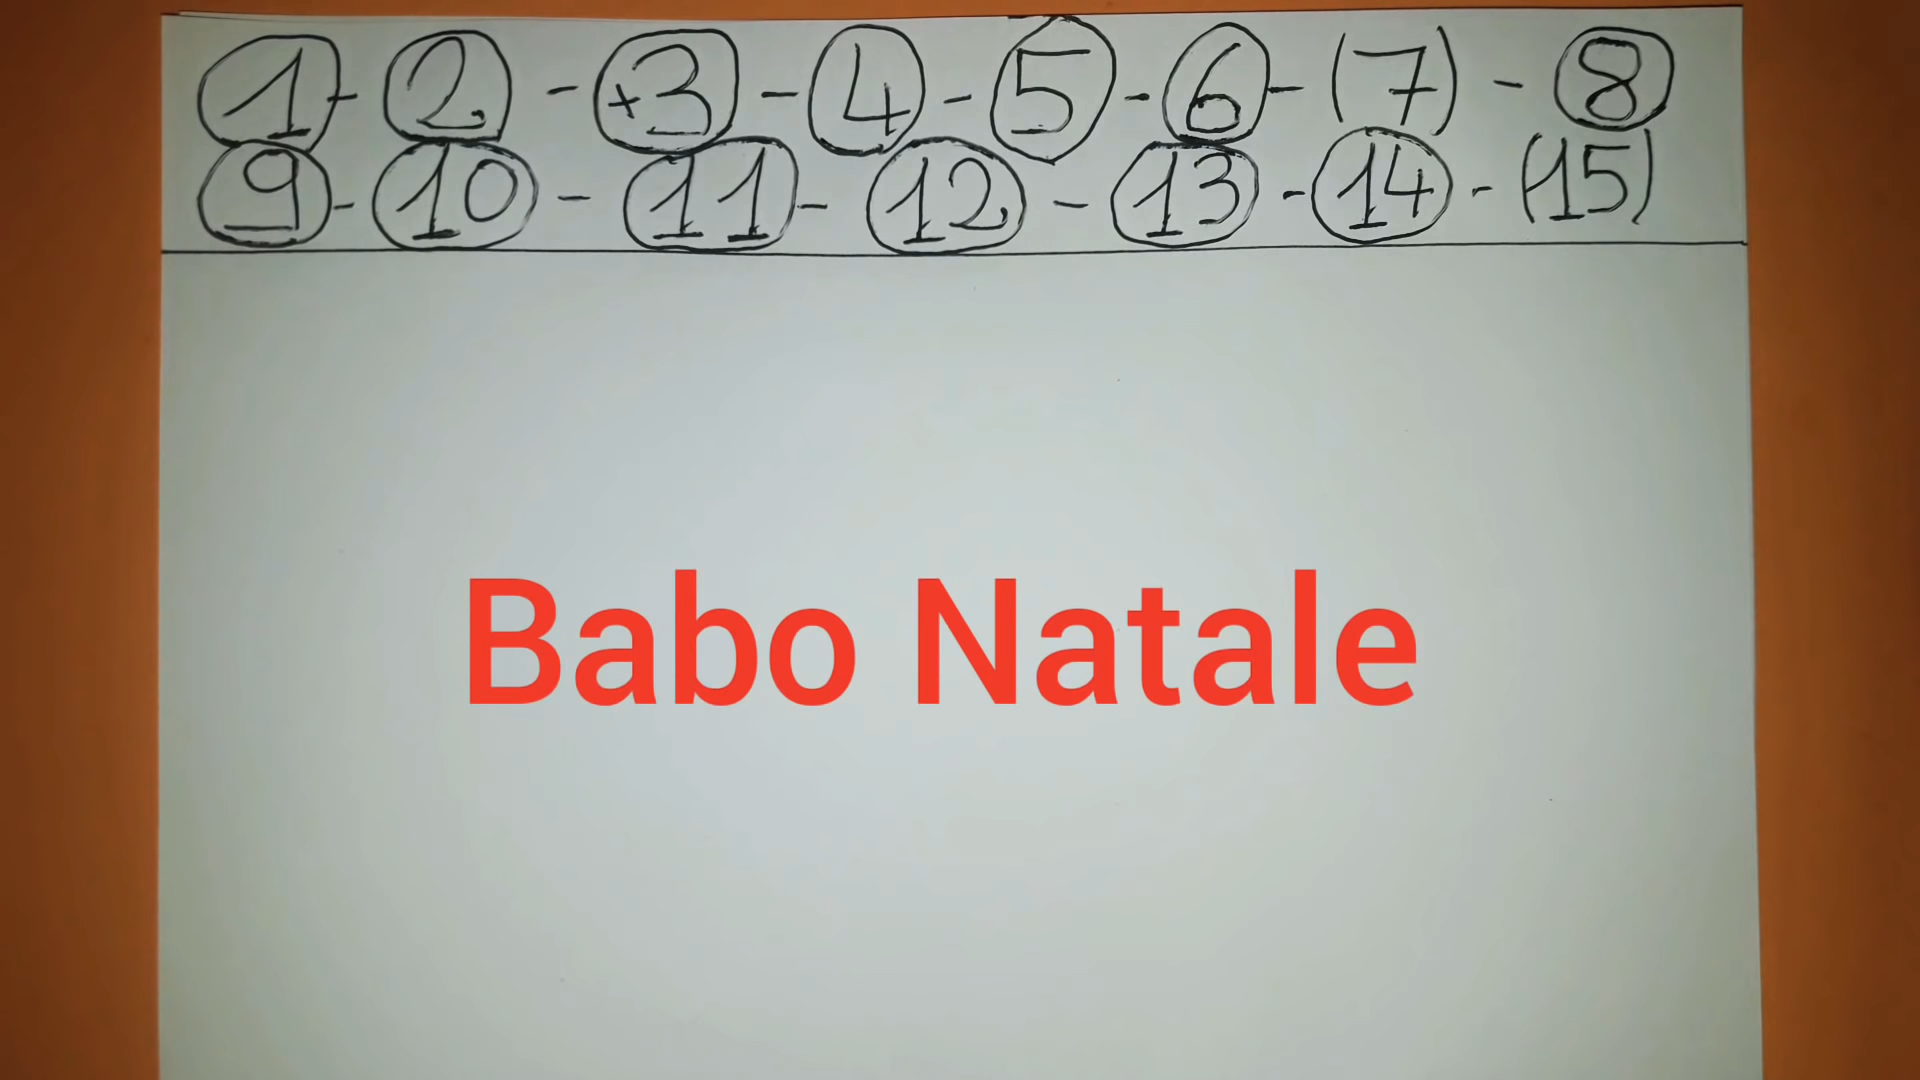 1 - 2 - +3 - 4 - 5 - 6 - (7) - 8
9 - 10 - 11 - 12 - 13 - 14 - (15)
Babo Natale